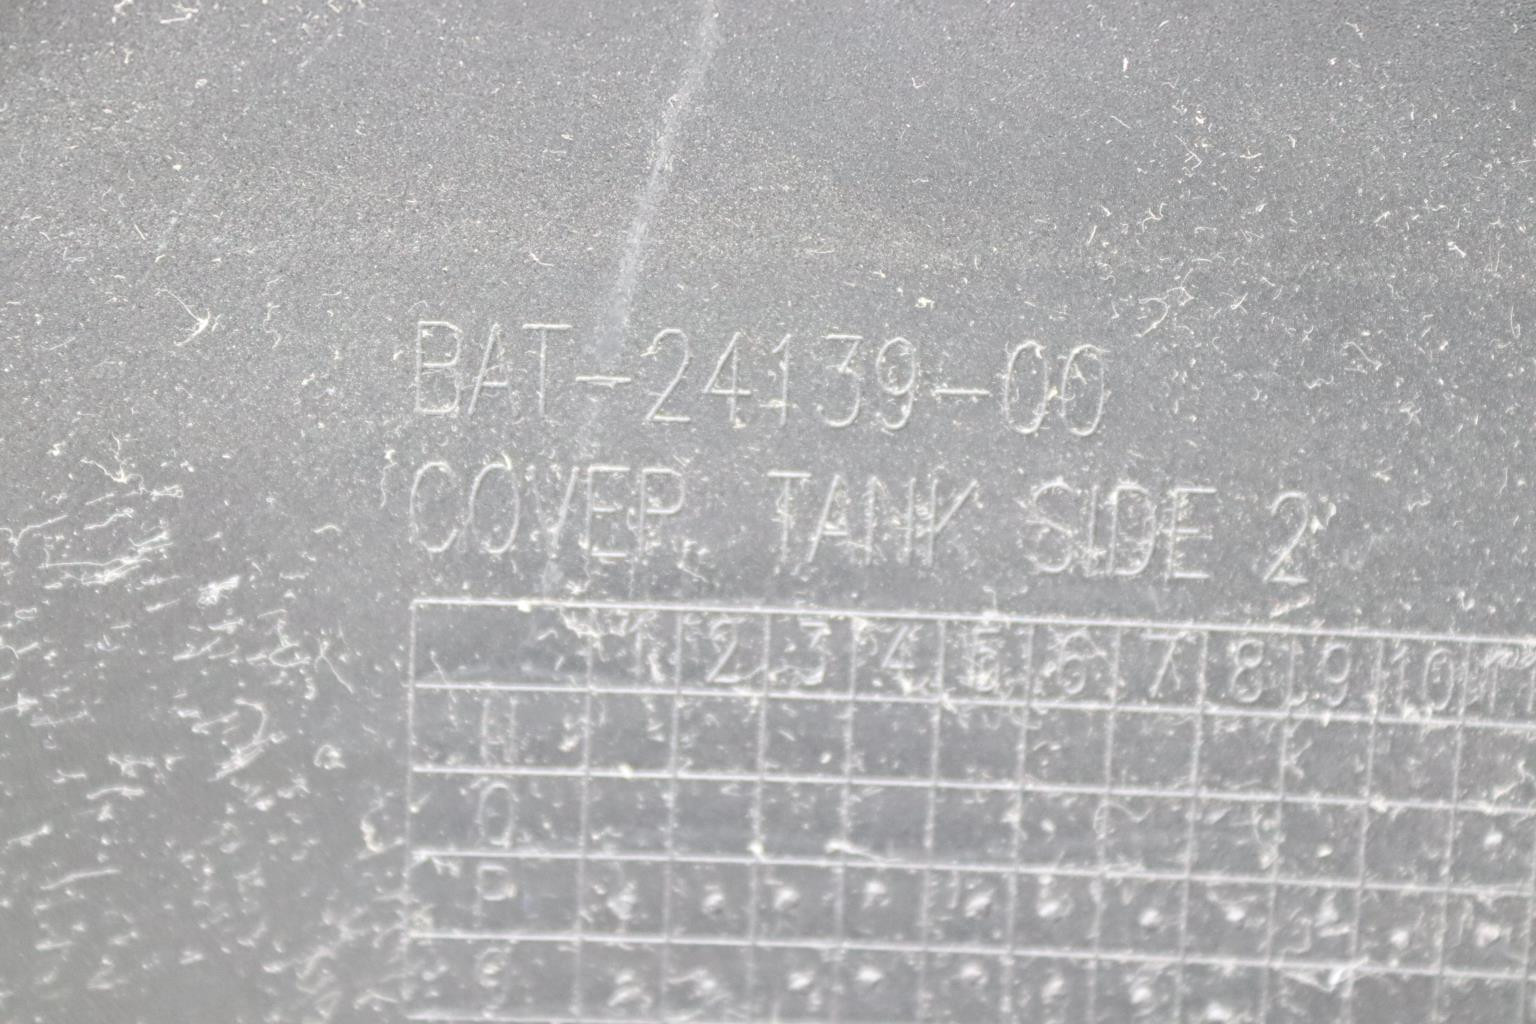 BAT-24139-00
COVER, TANK SIDE 2
1 2 3 4 5 6 7 8 9 10
H
Q
P
S